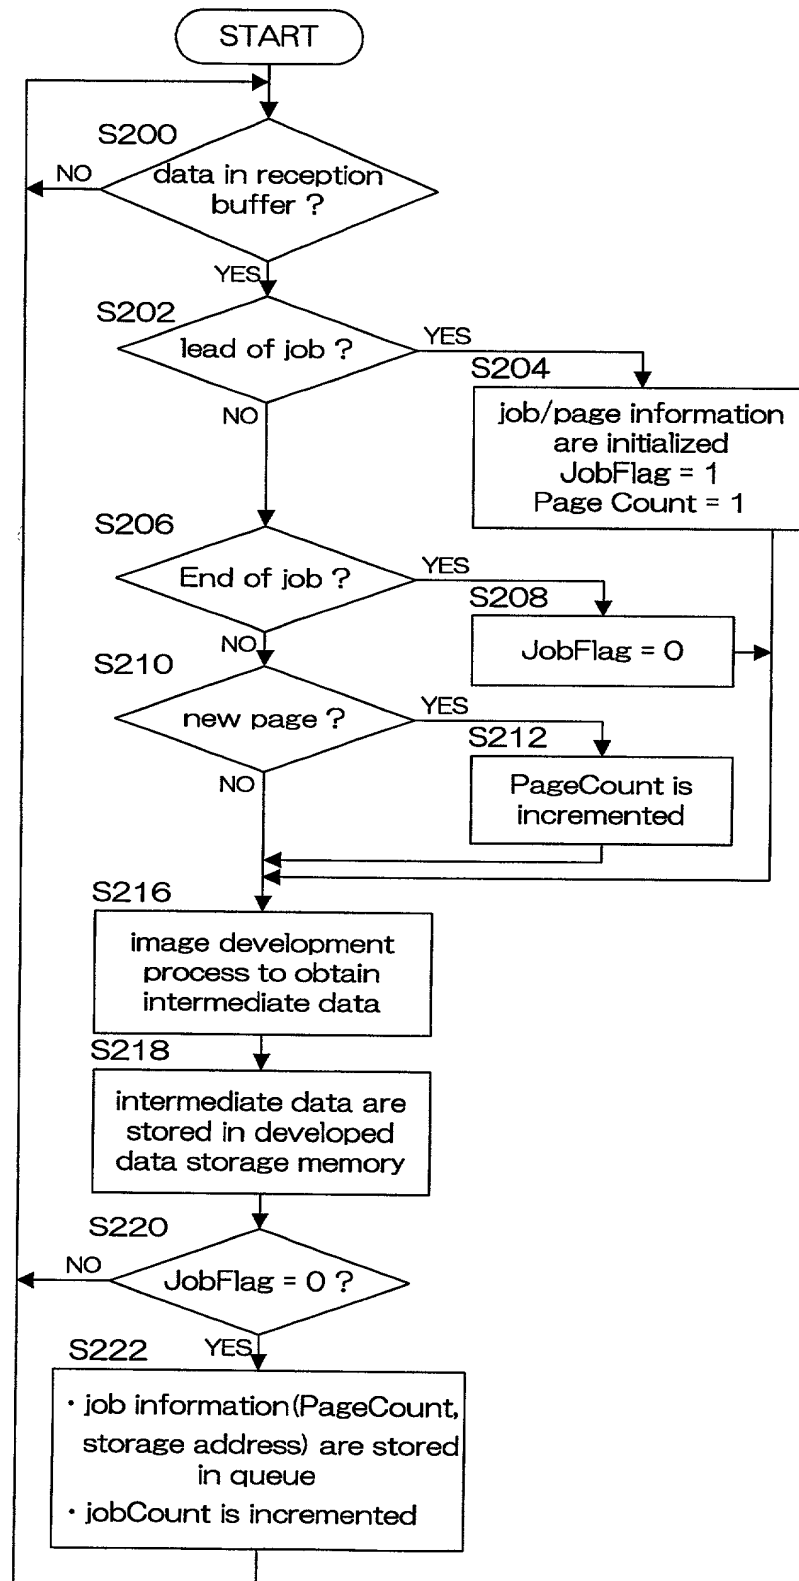 START
S200
data in reception
buffer ?
NO
YES
S202
lead of job ?
YES
NO
S204
job/page information
are initialized
JobFlag = 1
Page Count = 1
S206
End of job ?
YES
NO
S208
JobFlag = 0
S210
new page ?
YES
NO
S212
PageCount is
incremented
S216
image development
process to obtain
intermediate data
S218
intermediate data are
stored in developed
data storage memory
S220
JobFlag = 0 ?
NO
YES
S222
・job information(PageCount,
storage address) are stored
in queue
・jobCount is incremented